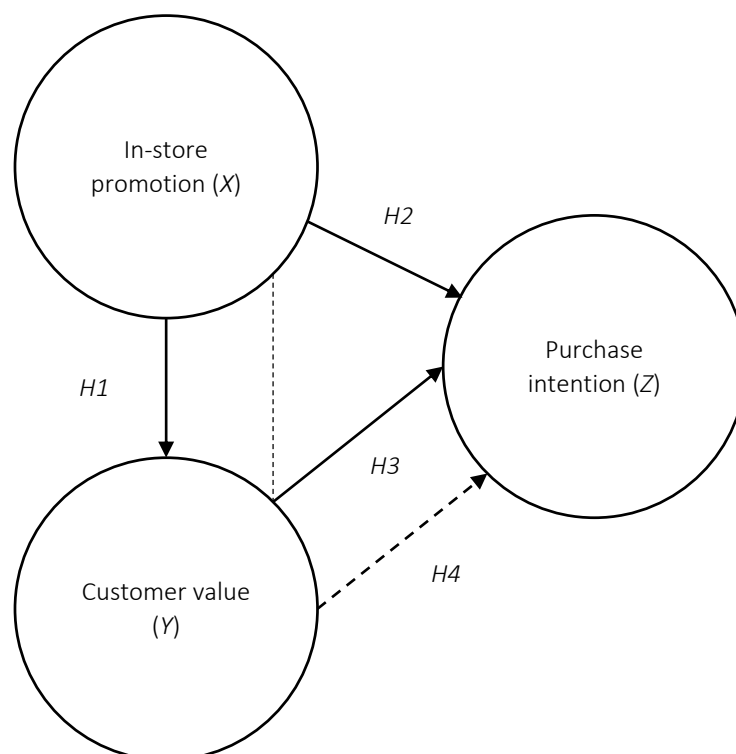 In-store
promotion (X)
H2
Purchase
intention (Z)
H1
H3
H4
Customer value
(Y)